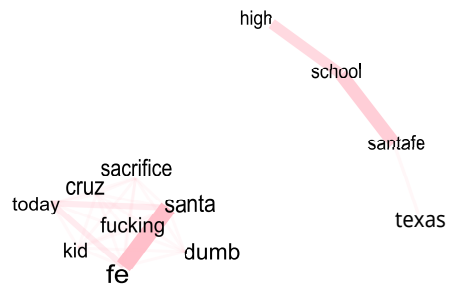 high
school
santafe
texas
sacrifice
cruz
today
santa
fucking
kid
dumb
fe